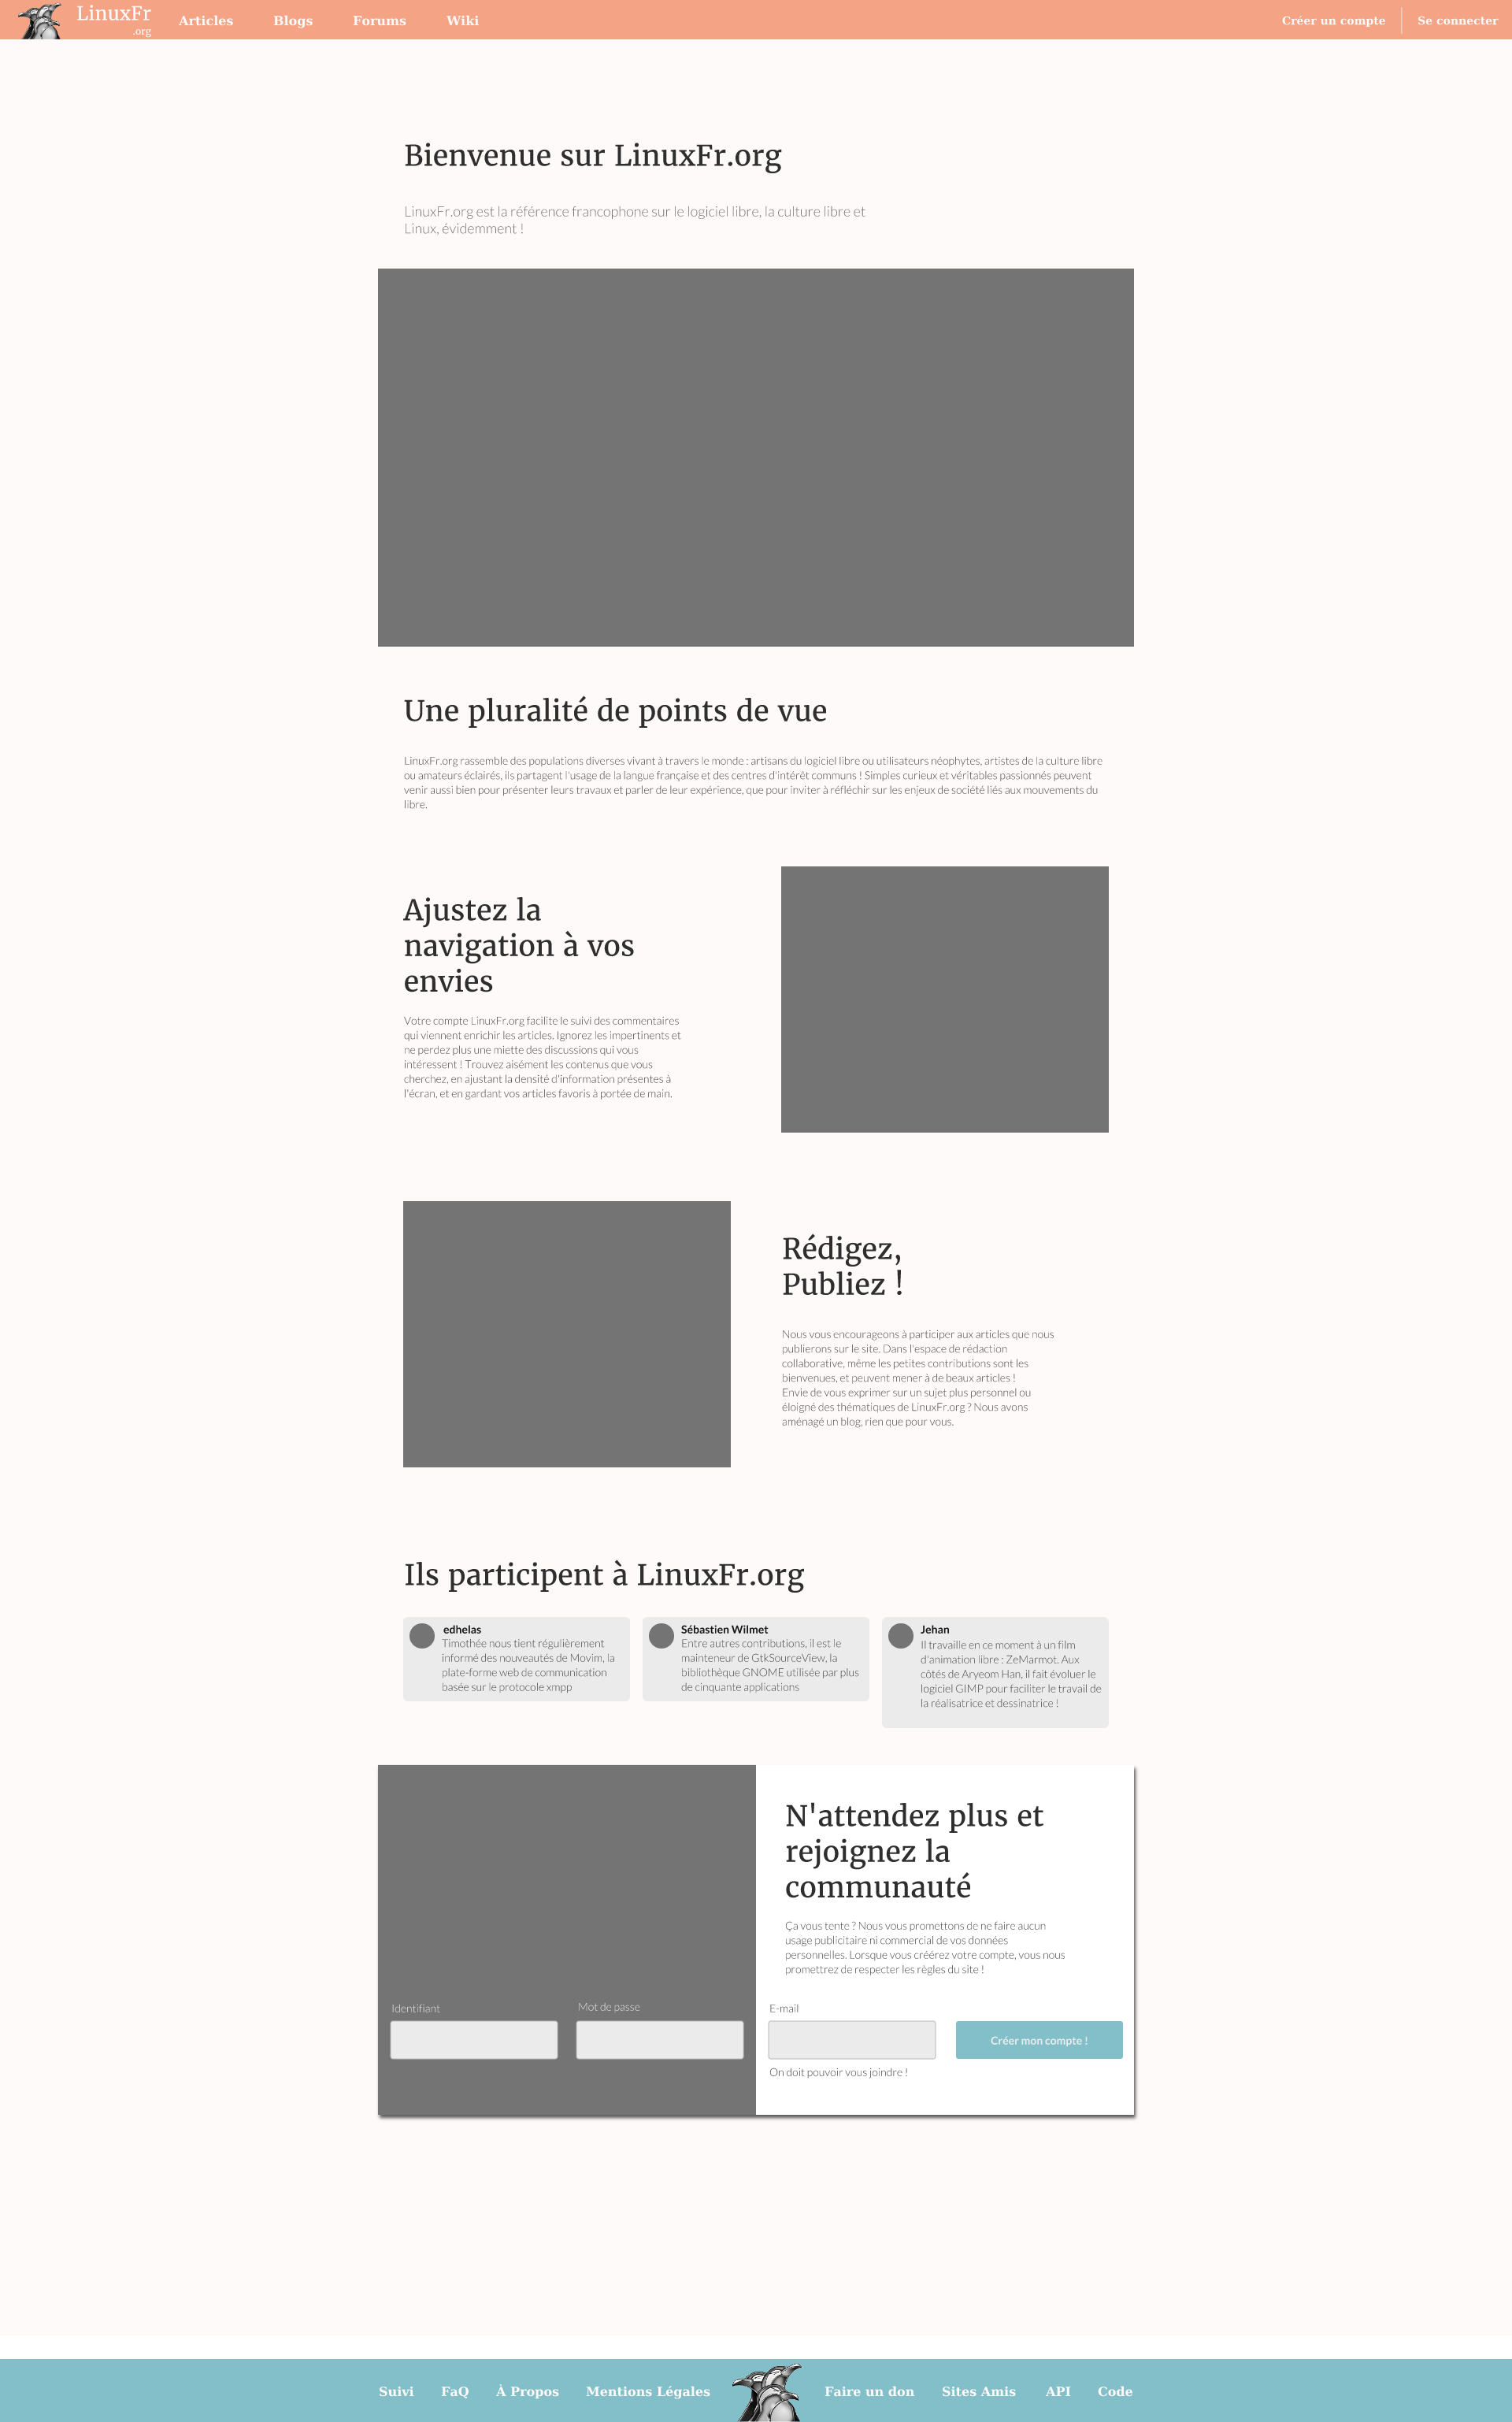 LinuxFr
.org
Articles Blogs Forums Wiki Créer un compte Se connecter
Bienvenue sur LinuxFr.org
LinuxFr.org est la référence francophone sur le logiciel libre, la culture libre et
Linux, évidemment !
Une pluralité de points de vue
LinuxFr.org rassemble des populations diverses vivant à travers le monde : artisans du logiciel libre ou utilisateurs néophytes, artistes de la culture libre
ou amateurs éclairés, ils partagent l'usage de la langue française et des centres d'intérêt communs ! Simples curieux et véritables passionnés peuvent
venir aussi bien pour présenter leurs travaux et parler de leur expérience, que pour inviter à réfléchir sur les enjeux de société liés aux mouvements du
libre.
Ajustez la
navigation à vos
envies
Votre compte LinuxFr.org facilite le suivi des commentaires
qui viennent enrichir les articles. Ignorez les impertinents et
ne perdez plus une miette des discussions qui vous
intéressent ! Trouvez aisément les contenus que vous
cherchez, en ajustant la densité d'information présentes à
l'écran, et en gardant vos articles favoris à portée de main.
Rédigez,
Publiez !
Nous vous encourageons à participer aux articles que nous
publierons sur le site. Dans l'espace de rédaction
collaborative, même les petites contributions sont les
bienvenues, et peuvent mener à de beaux articles !
Envie de vous exprimer sur un sujet plus personnel ou
éloigné des thématiques de LinuxFr.org ? Nous avons
aménagé un blog, rien que pour vous.
Ils participent à LinuxFr.org
edhelas
Timothée nous tient régulièrement
informé des nouveautés de Movim, la
plate-forme web de communication
basée sur le protocole xmpp
Sébastien Wilmet
Entre autres contributions, il est le
mainteneur de GtkSourceView, la
bibliothèque GNOME utilisée par plus
de cinquante applications
Jehan
Il travaille en ce moment à un film
d'animation libre : ZeMarmot. Aux
côtés de Aryeom Han, il fait évoluer le
logiciel GIMP pour faciliter le travail de
la réalisatrice et dessinatrice !
N'attendez plus et
rejoignez la
communauté
Ça vous tente ? Nous vous promettons de ne faire aucun
usage publicitaire ni commercial de vos données
personnelles. Lorsque vous créérez votre compte, vous nous
promettrez de respecter les règles du site !
Identifiant Mot de passe E-mail
Créer mon compte !
On doit pouvoir vous joindre !
Suivi FaQ À Propos Mentions Légales Faire un don Sites Amis API Code